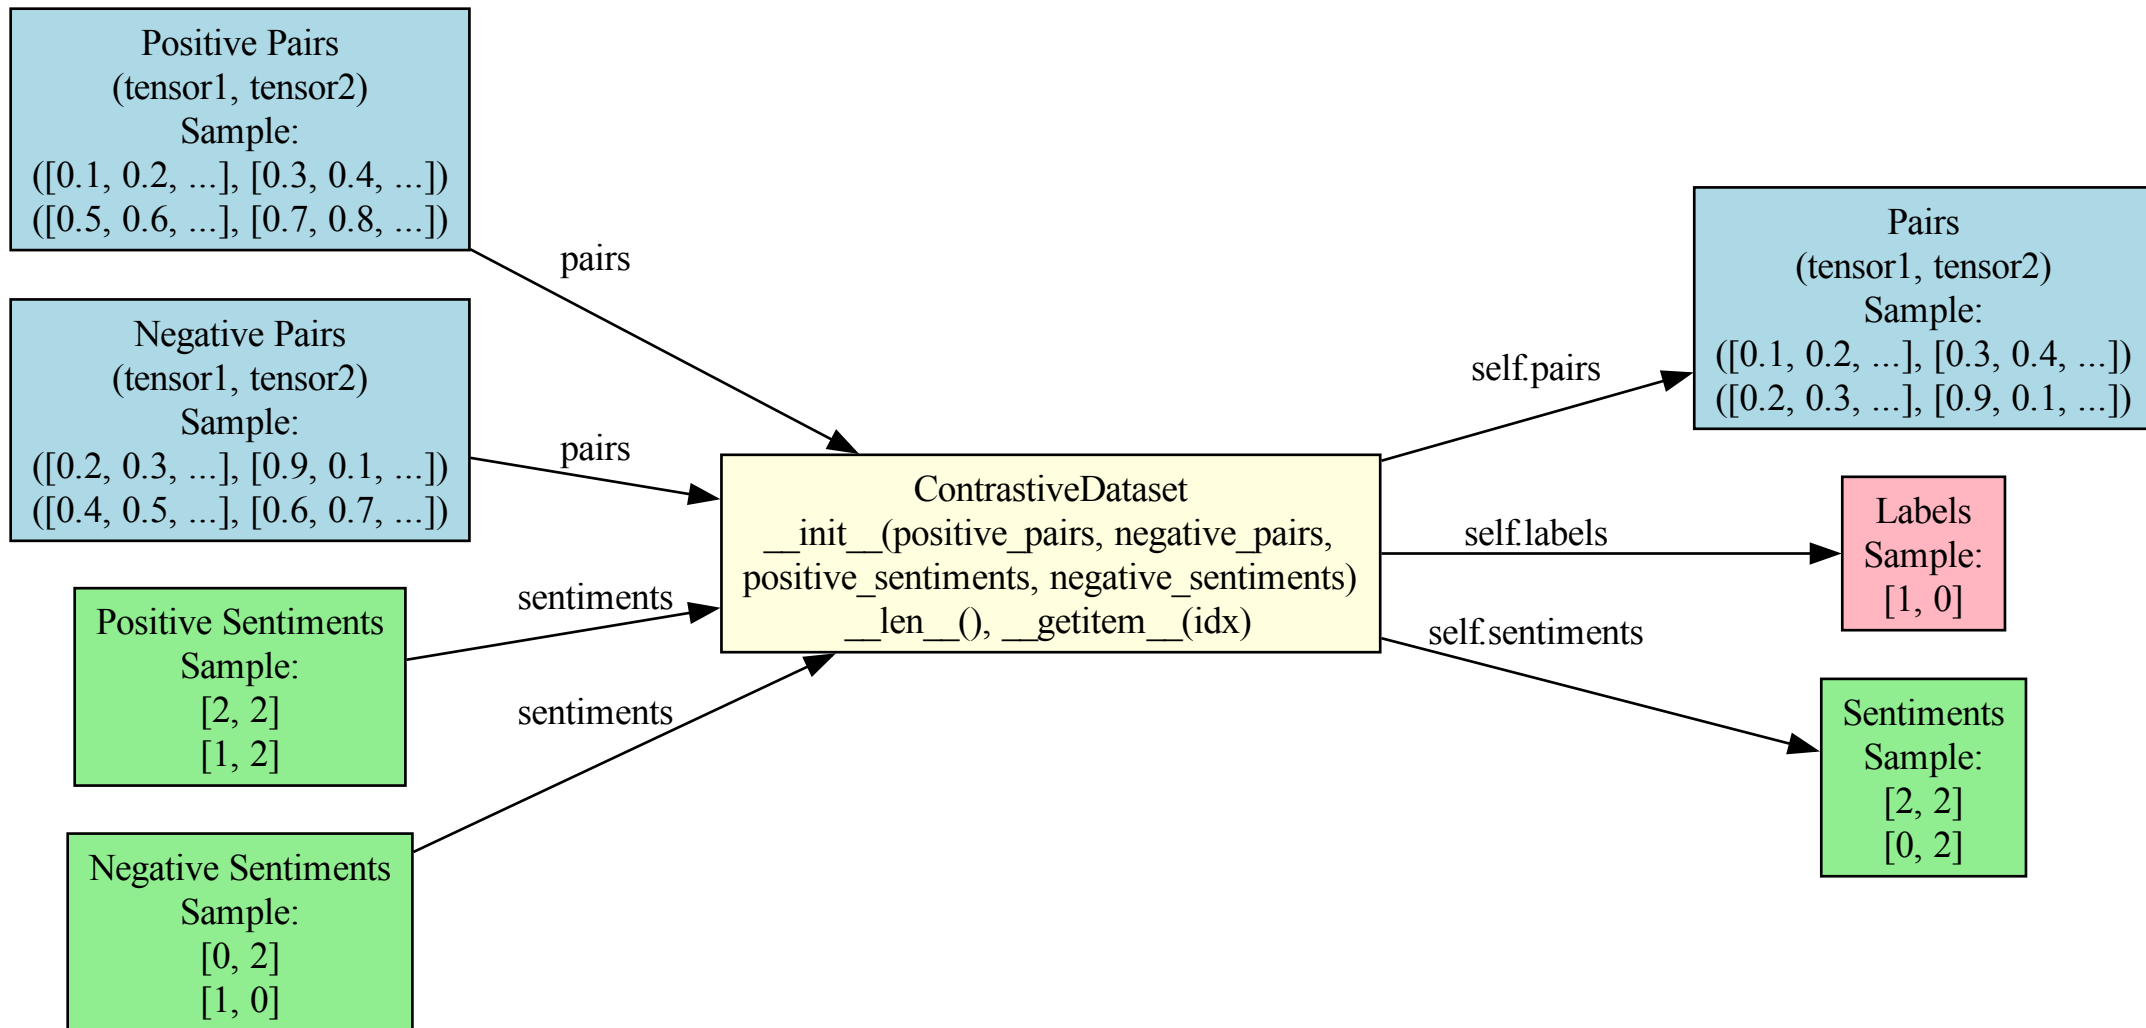 Positive Pairs
(tensor1, tensor2)
Sample:
([0.1, 0.2, ...], [0.3, 0.4, ...])
([0.5, 0.6, ...], [0.7, 0.8, ...])
Negative Pairs
(tensor1, tensor2)
Sample:
([0.2, 0.3, ...], [0.9, 0.1, ...])
([0.4, 0.5, ...], [0.6, 0.7, ...])
Positive Sentiments
Sample:
[2, 2]
[1, 2]
Negative Sentiments
Sample:
[0, 2]
[1, 0]
pairs
pairs
sentiments
sentiments
ContrastiveDataset
__init__(positive_pairs, negative_pairs,
positive_sentiments, negative_sentiments)
__len__(), __getitem__(idx)
self.pairs
self.labels
self.sentiments
Pairs
(tensor1, tensor2)
Sample:
([0.1, 0.2, ...], [0.3, 0.4, ...])
([0.2, 0.3, ...], [0.9, 0.1, ...])
Labels
Sample:
[1, 0]
Sentiments
Sample:
[2, 2]
[0, 2]